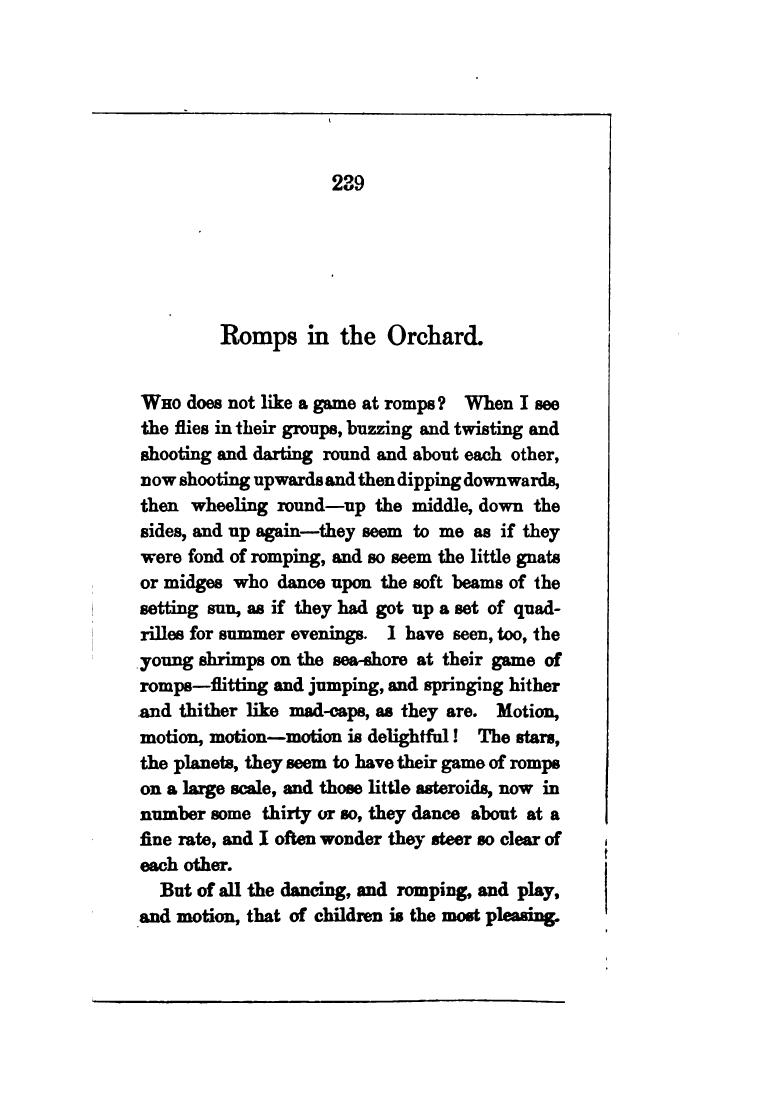 239
Romps in the Orchard.
WHO does not like a game at romps? When I see
the flies in their groups, buzzing and twisting and
shooting and darting round and about each other,
now shooting upwards and then dipping downwards,
then wheeling round—up the middle, down the
sides, and up again—they seem to me as if they
were fond of romping, and so seem the little gnats
or midges who dance upon the soft beams of the
setting sun, as if they had got up a set of quad-
rilles for summer evenings. I have seen, too, the
young shrimps on the sea-shore at their game of
romps—flitting and jumping, and springing hither
and thither like mad-caps, as they are. Motion,
motion, motion—motion is delightful! The stars,
the planets, they seem to have their game of romps
on a large scale, and those little asteroids, now in
number some thirty or so, they dance about at a
fine rate, and I often wonder they steer so clear of
each other.
But of all the dancing, and romping, and play,
and motion, that of children is the most pleasing.